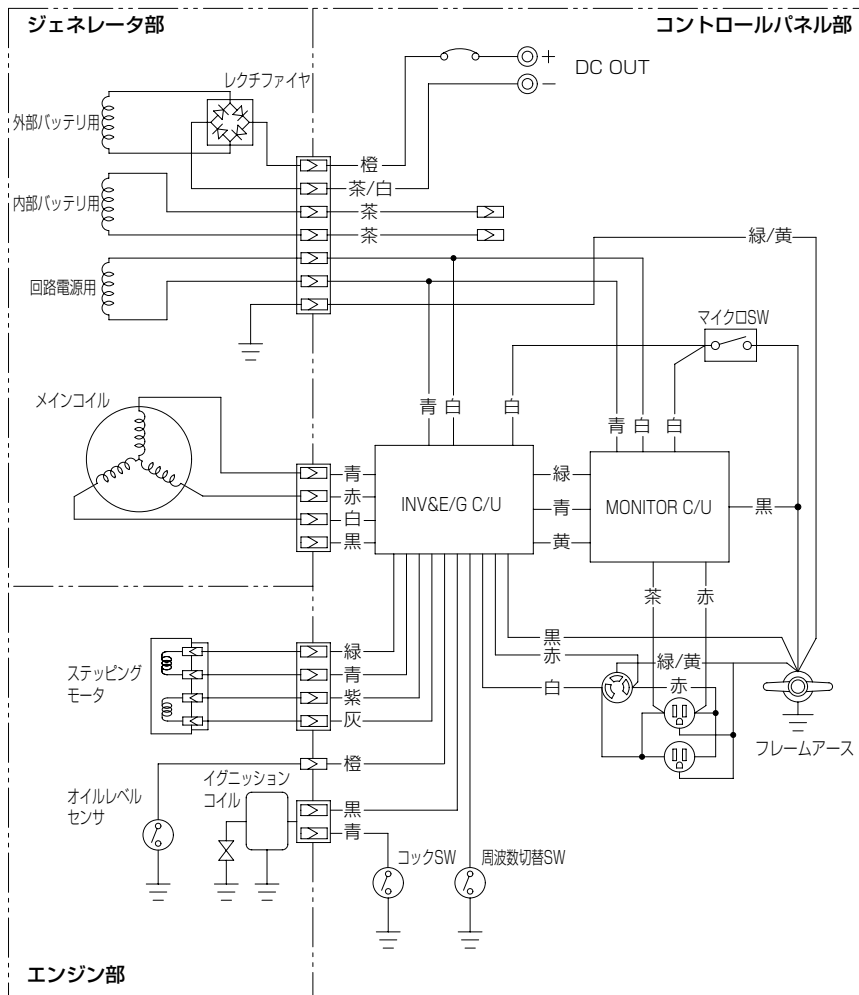 ジェネレータ部
コントロールパネル部
レクチファイヤ
DC OUT
+
−
外部バッテリ用
橙
茶/白
内部バッテリ用
茶
茶
緑/黄
回路電源用
マイクロSW
メインコイル
青
白
白
青
白
白
青
赤
白
黒
INV&E/G C/U
緑
青
黄
MONITOR C/U
黒
茶
赤
黒
赤
緑/黄
白
赤
フレームアース
ステッピング
モータ
緑
青
紫
灰
橙
オイルレベル
センサ
イグニッション
コイル
黒
青
コックSW
周波数切替SW
エンジン部